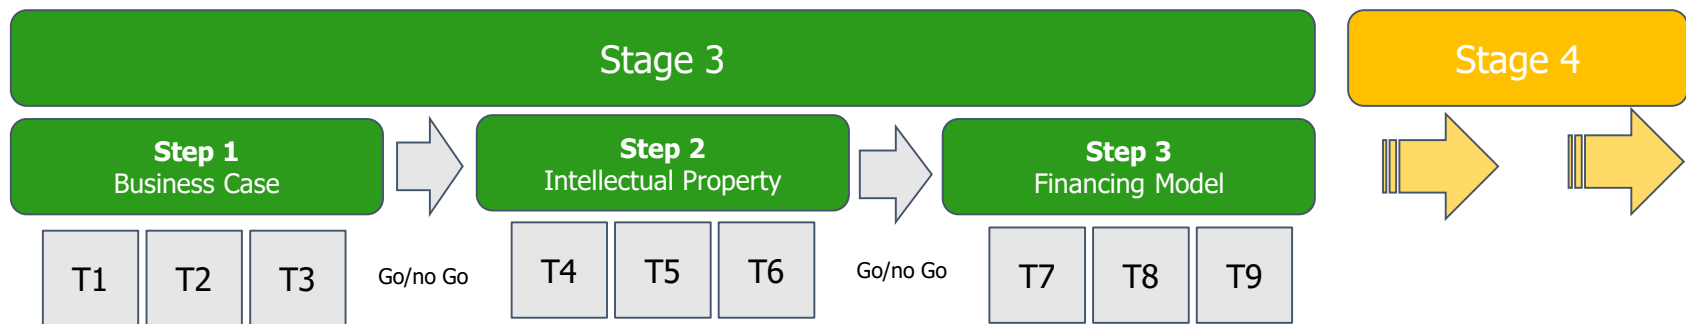 Stage 3
Stage 4
Step 1
Business Case
Step 2
Intellectual Property
Step 3
Financing Model
T1
T2
T3
Go/no Go
T4
T5
T6
Go/no Go
T7
T8
T9